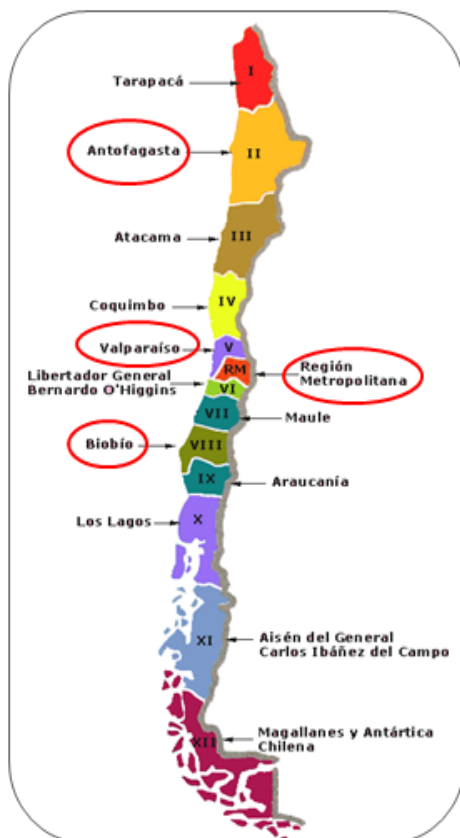 I
Tarapacá
Antofagasta
II
Atacama
III
IV
Coquimbo
Valparaíso
V
RM
Región
Metropolitana
Libertador General
Bernardo O'Higgins
VI
VII
Maule
Biobío
VIII
IX
Araucanía
Los Lagos
X
XI
Aisén del General
Carlos Ibáñez del Campo
XII
Magallanes y Antártica
Chilena